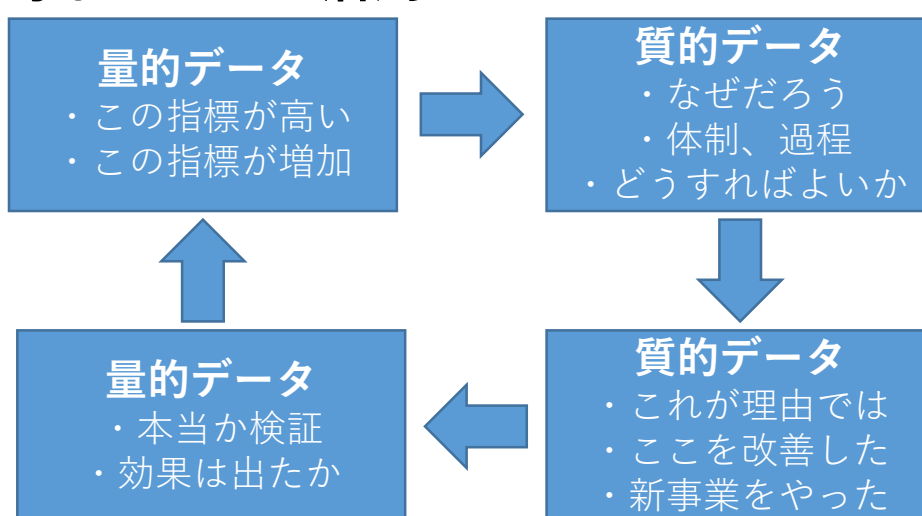 量的データ
・この指標が高い
・この指標が増加
質的データ
・なぜだろう
・体制、過程
・どうすればよいか
量的データ
・本当か検証
・効果は出たか
質的データ
・これが理由では
・ここを改善した
・新事業をやった